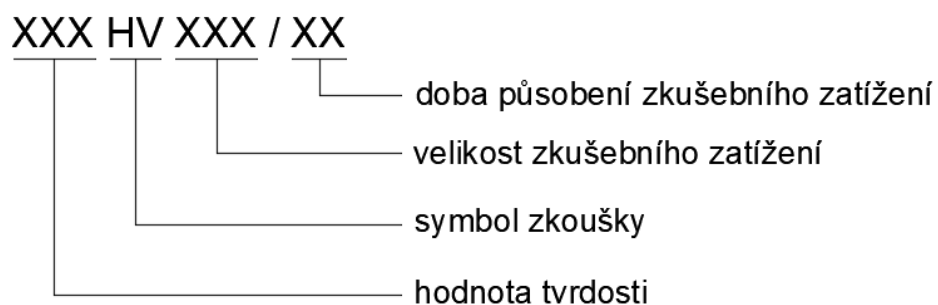 XXX HV XXX / XX
doba působení zkušebního zatížení
velikost zkušebního zatížení
symbol zkoušky
hodnota tvrdosti